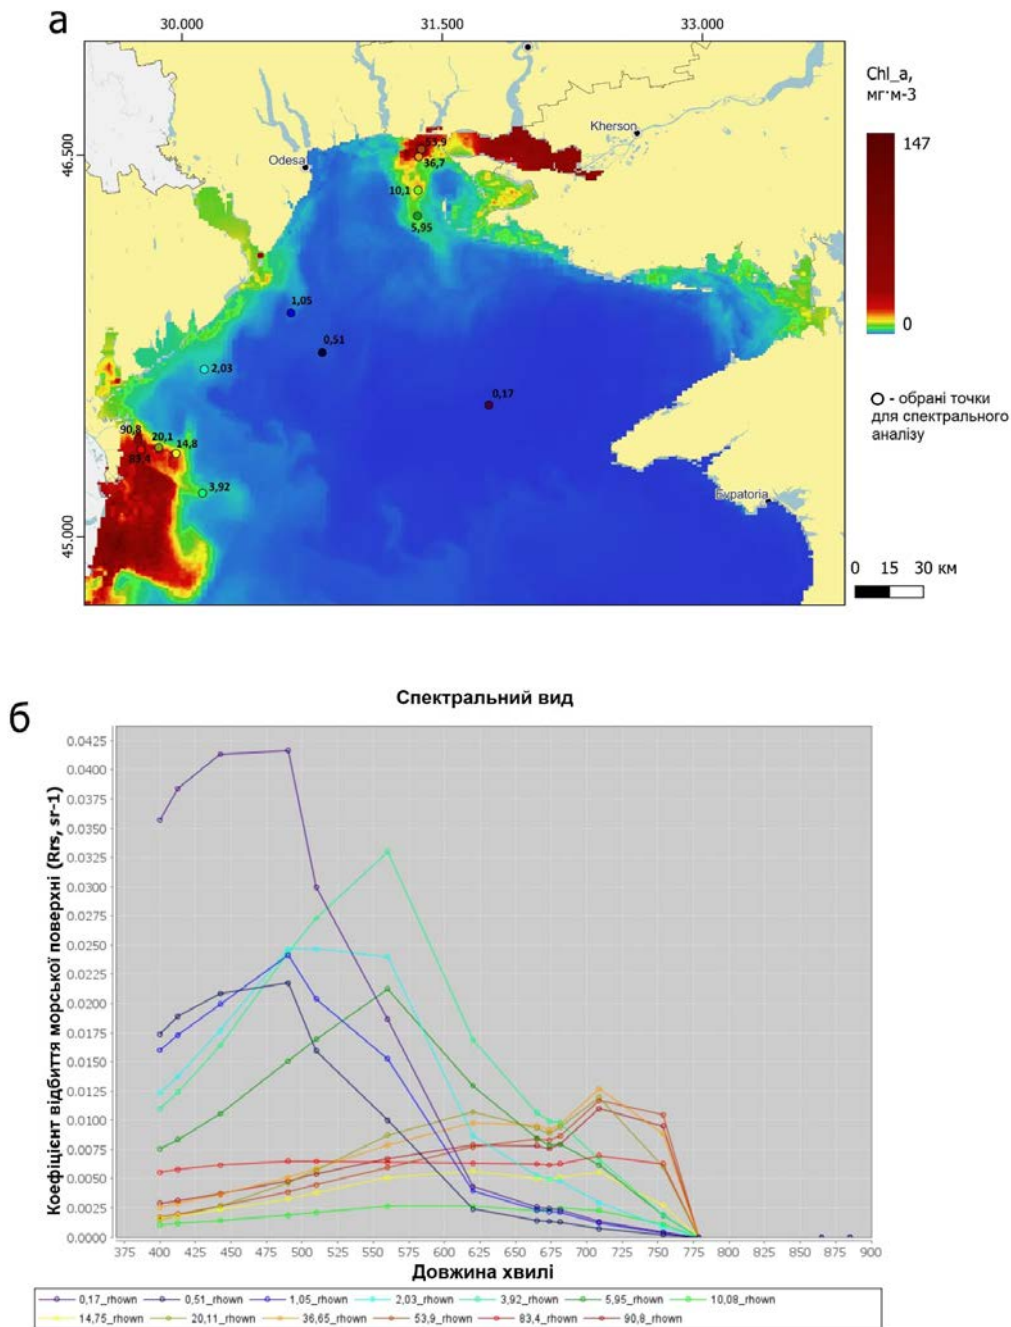 а
30.000 31.500 33.000
Chl_a,
мг·м-3
147
0
46.500
45.000
Odesa
Kherson
53.9
36,7
10,1
5,95
1,05
0,51
2,03
0,17
90,8
20,1
14,8
83,4
3,92
Eypatoria
- обрані точки
для спектрального
аналізу
0 15 30 км
б
Спектральний вид
Коефіцієнт відбиття морської поверхні (Rrs, sr-1)
0.0425
0.0400
0.0375
0.0350
0.0325
0.0300
0.0275
0.0250
0.0225
0.0200
0.0175
0.0150
0.0125
0.0100
0.0075
0.0050
0.0025
0.0000
375 400 425 450 475 500 525 550 575 600 625 650 675 700 725 750 775 800 825 850 875 900
Довжина хвилі
0,17_rhown 0,51_rhown 1,05_rhown 2,03_rhown 3,92_rhown 5,95_rhown 10,08_rhown
14,75_rhown 20,11_rhown 36,65_rhown 53,9_rhown 83,4_rhown 90,8_rhown